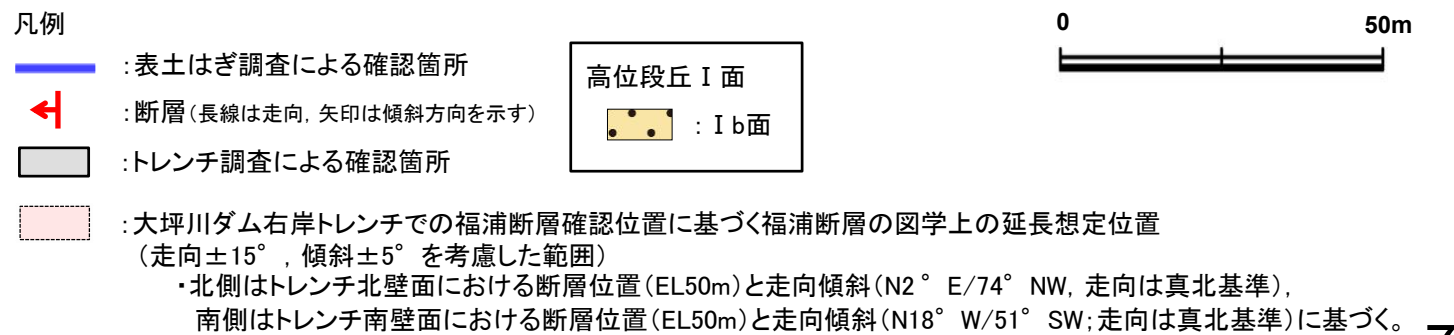 凡例
0 50m
：表土はぎ調査による確認箇所
：断層（長線は走向，矢印は傾斜方向を示す）
：トレンチ調査による確認箇所
高位段丘Ⅰ面
：Ⅰb面
：大坪川ダム右岸トレンチでの福浦断層確認位置に基づく福浦断層の図学上の延長想定位置
（走向±15°，傾斜±5°を考慮した範囲）
・北側はトレンチ北壁面における断層位置（EL50m）と走向傾斜（N2°E/74°NW，走向は真北基準），
南側はトレンチ南壁面における断層位置（EL50m）と走向傾斜（N18°W/51°SW；走向は真北基準）に基づく。